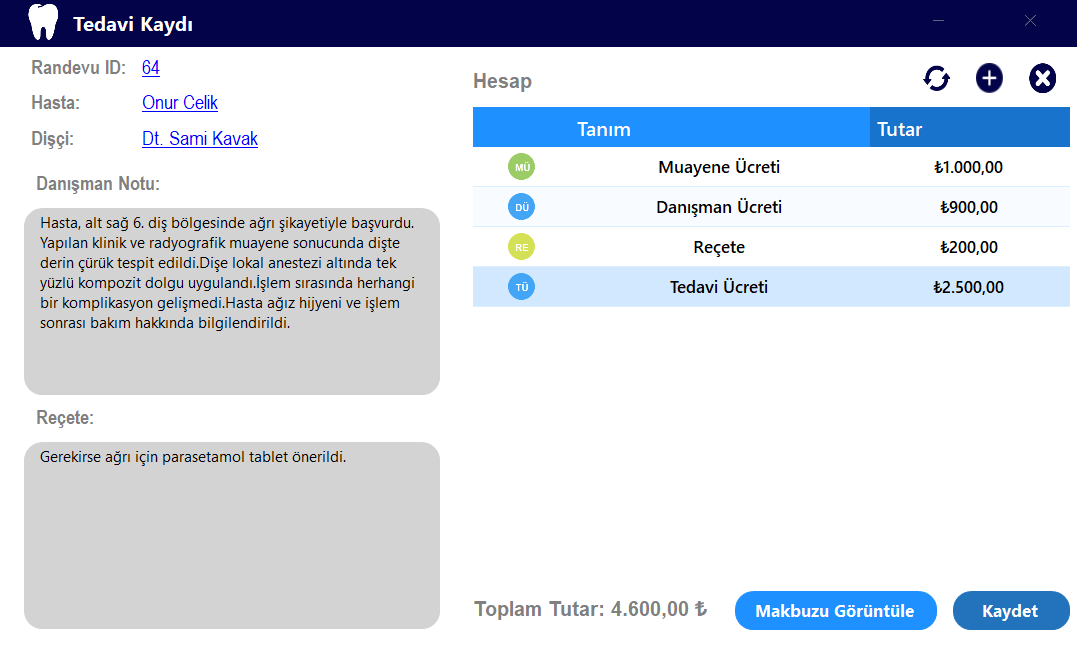 Tedavi Kaydı
Randevu ID: 64
Hasta: Onur Celik
Dişçi: Dt. Sami Kavak
Danışman Notu:
Hasta, alt sağ 6. diş bölgesinde ağrı şikayetiyle başvurdu.
Yapılan klinik ve radyografik muayene sonucunda dişte
derin çürük tespit edildi.Dişe lokal anestezi altında tek
yüzlü kompozit dolgu uygulandı.İşlem sırasında herhangi
bir komplikasyon gelişmedi.Hasta ağız hijyeni ve işlem
sonrası bakım hakkında bilgilendirildi.
Reçete:
Gerekirse ağrı için parasetamol tablet önerildi.
Hesap
Tanım Tutar
MÜ Muayene Ücreti ₺1.000,00
DÜ Danışman Ücreti ₺900,00
RE Reçete ₺200,00
TÜ Tedavi Ücreti ₺2.500,00
Toplam Tutar: 4.600,00 ₺
Makbuzu Görüntüle
Kaydet